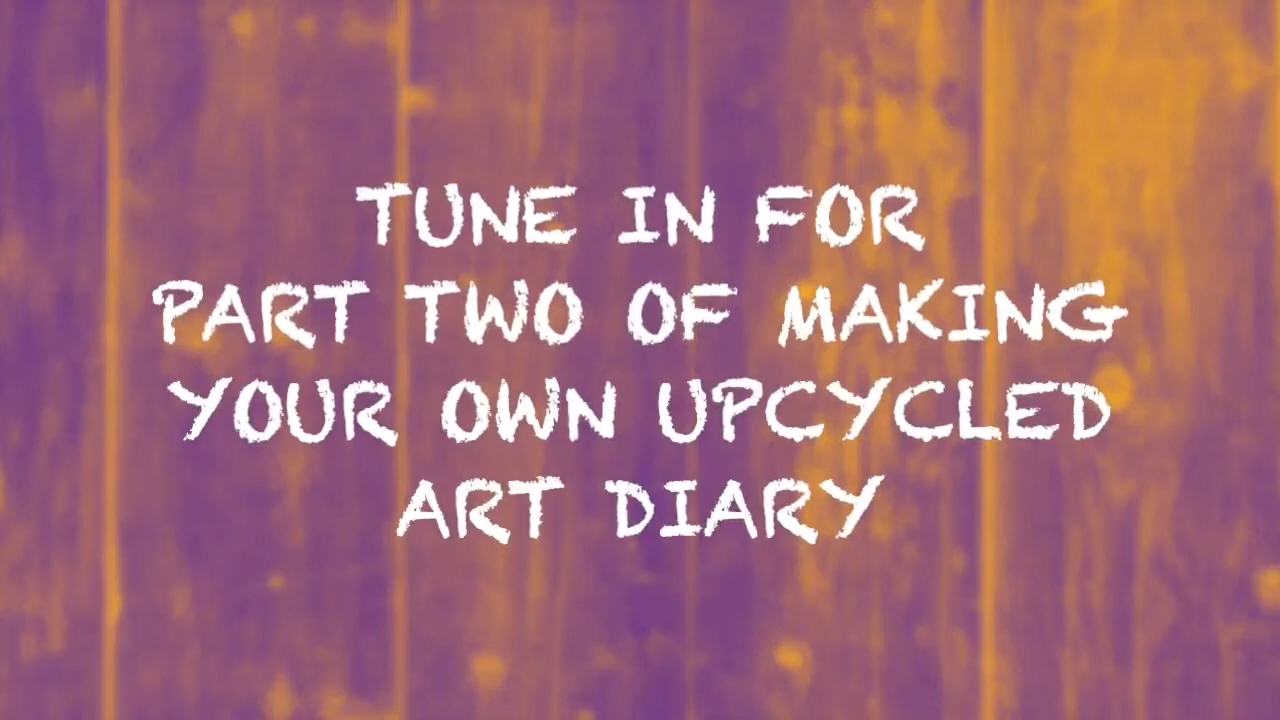 TUNE IN FOR
PART TWO OF MAKING
YOUR OWN UPCYCLED
ART DIARY